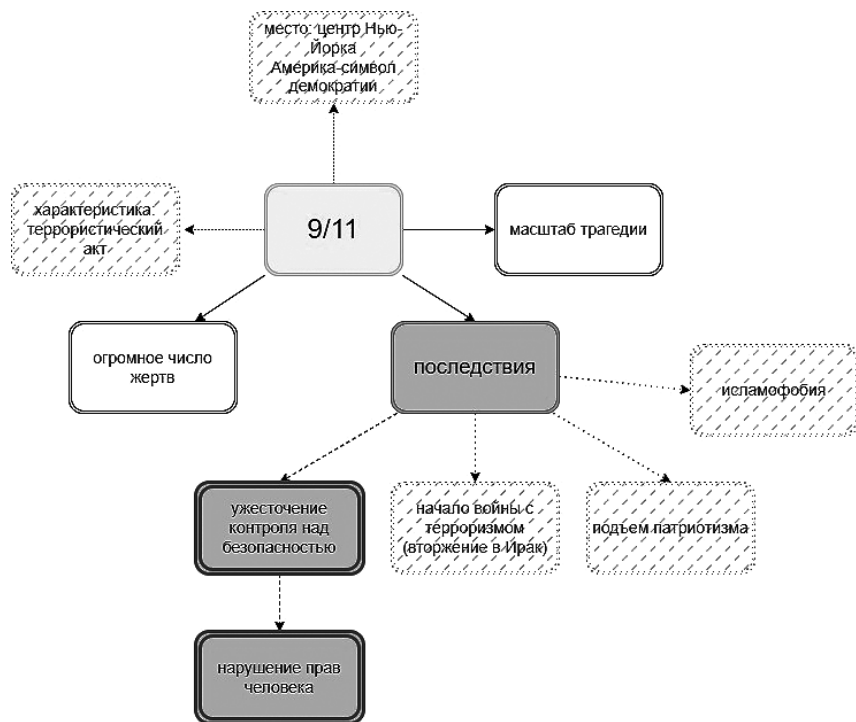 место: центр Нью-
Йорка
Америка-символ
демократии
характеристика:
террористический
акт
9/11
масштаб трагедии
огромное число
жертв
последствия
исламофобия
ужесточение
контроля над
безопасностью
начало войны с
терроризмом
(вторжение в Ирак)
подъем патриотизма
нарушение прав
человека